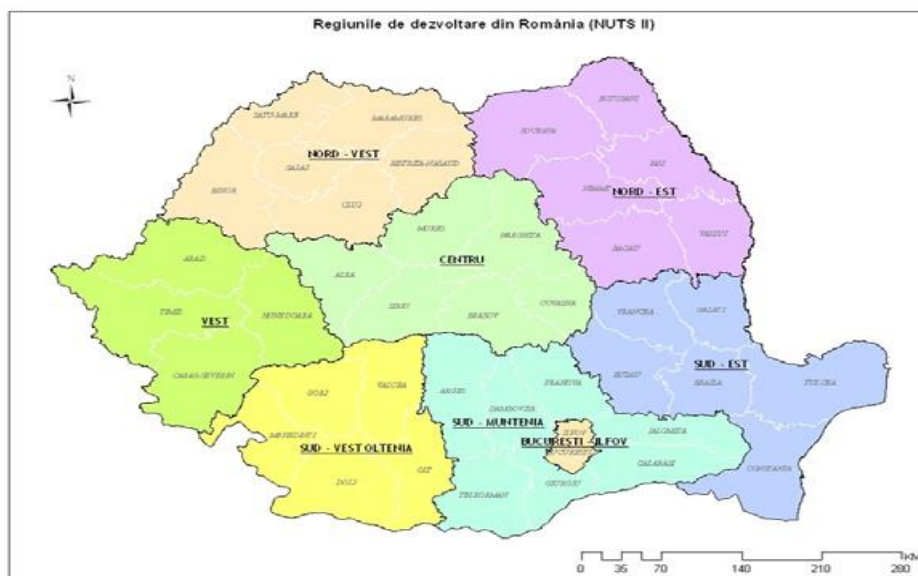 Regiunile de dezvoltare din România (NUTS II)
N
SATU-MARE
MARAMURES
BOTOSANI
SUCEAVA
NORD - VEST
SALAJ
BISTRITA-NASAUD
IASI
BIHOR
CLUJ
NEAMT
NORD - EST
MURES
HARGHITA
BACAU
VASLUI
ARAD
CENTRU
ALBA
TIMIS
VEST
HUNEDOARA
SIBIU
BRASOV
COVASNA
VRANCEA
GALATI
CARAS-SEVERIN
GORJ
VALCEA
ARGES
PRAHOVA
BUZAU
SUD - EST
BRAILA
TULCEA
DAMBOVITA
MEHEDINTI
SUD - VEST OLTENIA
SUD - MUNTENIA
ILFOV
BUCURESTI - ILFOV
BUCURESTI
IALOMITA
DOLJ
OLT
TELEORMAN
GIURGIU
CALARASI
CONSTANTA
KM
0 35 70 140 210 280